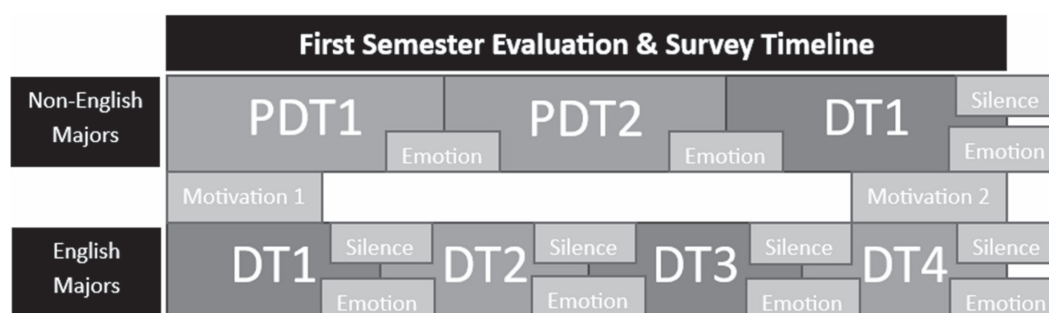 First Semester Evaluation & Survey Timeline
Non-English
Majors
PDT1
Emotion
PDT2
Emotion
DT1
Silence
Emotion
Motivation 1
Motivation 2
English
Majors
DT1
Silence
Emotion
DT2
Silence
Emotion
DT3
Silence
Emotion
DT4
Silence
Emotion